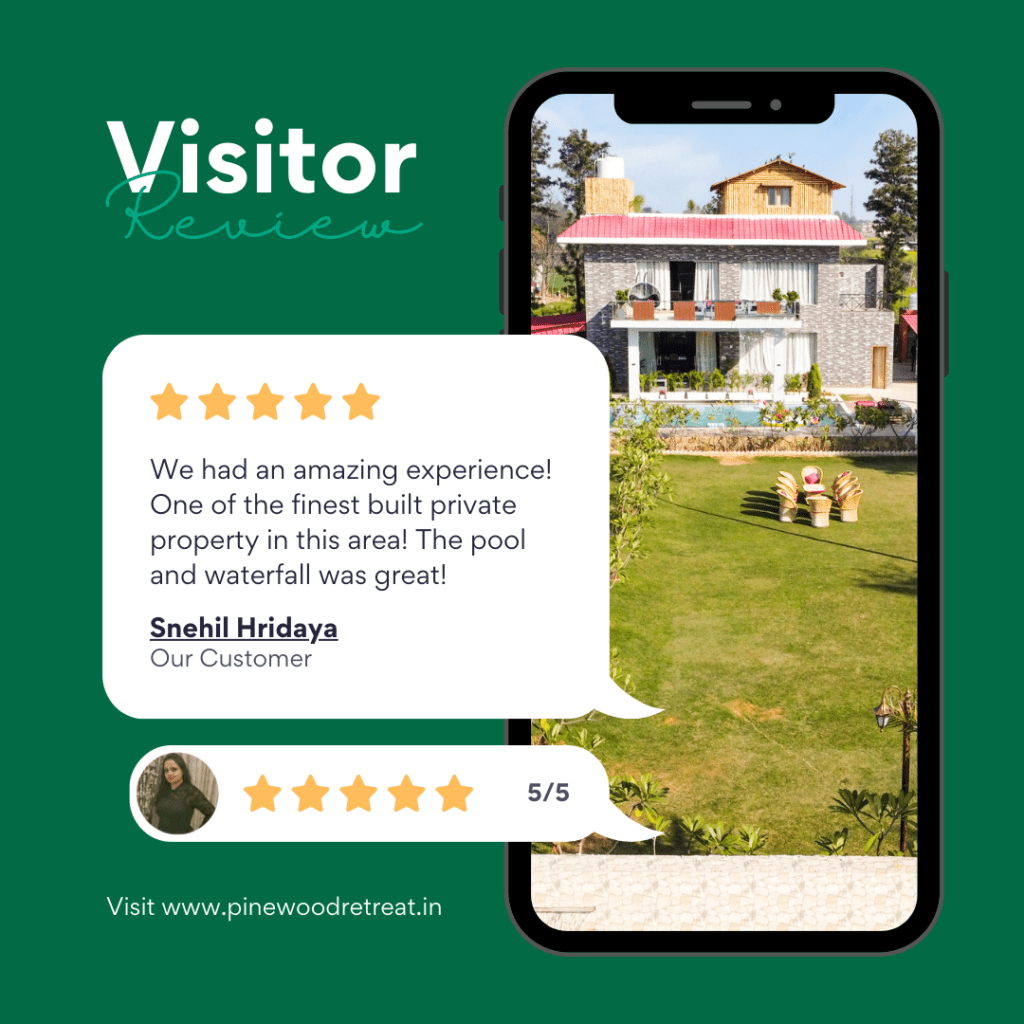 Visitor
Review
We had an amazing experience!
One of the finest built private
property in this area! The pool
and waterfall was great!
Snehil Hridaya
Our Customer
5/5
Visit www.pinewoodretreat.in